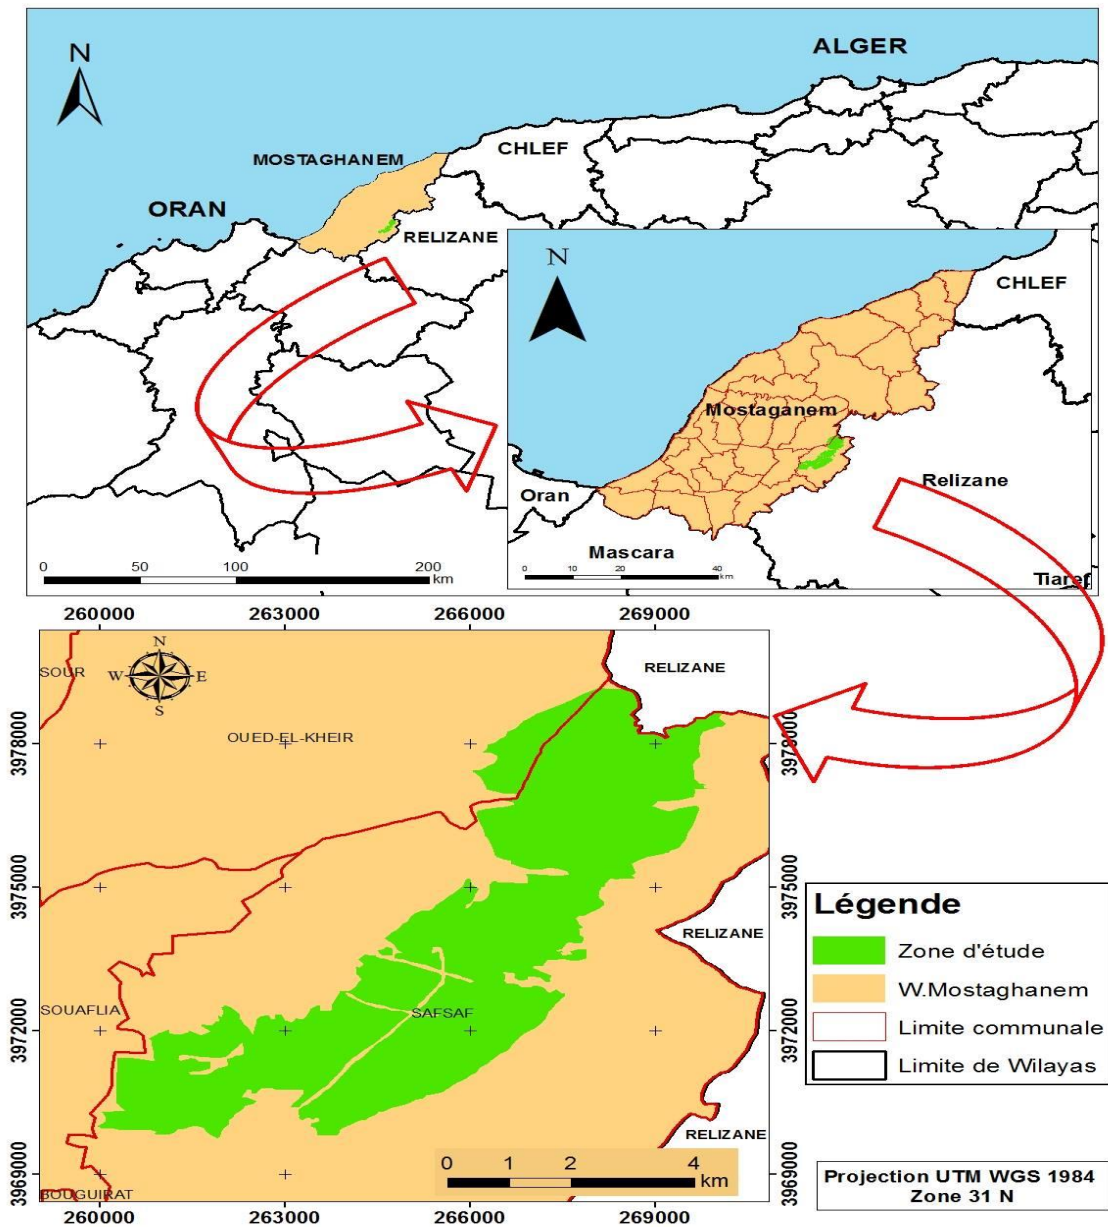 N
ALGER
CHLEF
MOSTAGHANEM
ORAN
RELIZANE
0 50 100 200
km
N
CHLEF
Mostaganem
Oran
Relizane
Mascara
0 10 20 40
km
260000 263000 266000 269000
N
W E
S
SOUR
RELIZANE
OUED-EL-KHEIR
3978000
3978000
3975000
3975000
RELIZANE
SOUAFLIA
SAFSAF
3972000
3972000
RELIZANE
3969000
3969000
BOUGUIRAT
0 1 2 4
km
260000 263000 266000 269000
Légende
Zone d'étude
W.Mostaghanem
Limite communale
Limite de Wilayas
Projection UTM WGS 1984
Zone 31 N